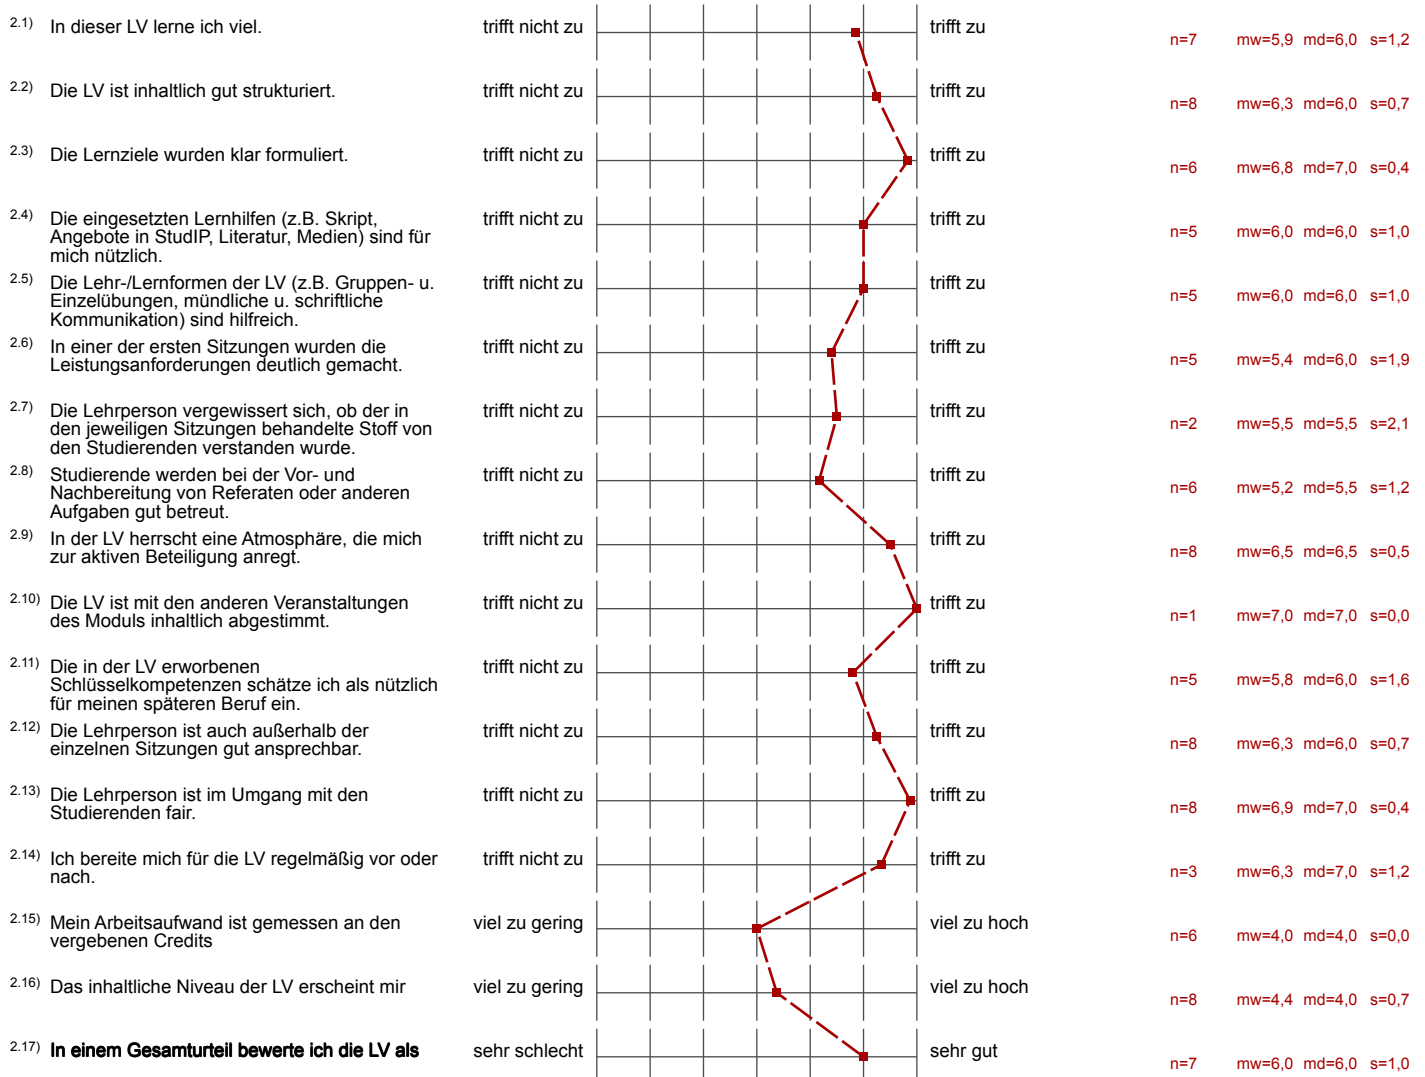 2.1) In dieser LV lerne ich viel. trifft nicht zu trifft zu n=7 mw=5,9 md=6,0 s=1,2
2.2) Die LV ist inhaltlich gut strukturiert. trifft nicht zu trifft zu n=8 mw=6,3 md=6,0 s=0,7
2.3) Die Lernziele wurden klar formuliert. trifft nicht zu trifft zu n=6 mw=6,8 md=7,0 s=0,4
2.4) Die eingesetzten Lernhilfen (z.B. Skript, trifft nicht zu trifft zu
Angebote in StudIP, Literatur, Medien) sind für n=5 mw=6,0 md=6,0 s=1,0
mich nützlich.
2.5) Die Lehr-/Lernformen der LV (z.B. Gruppen- u. trifft nicht zu trifft zu
Einzelübungen, mündliche u. schriftliche n=5 mw=6,0 md=6,0 s=1,0
Kommunikation) sind hilfreich.
2.6) In einer der ersten Sitzungen wurden die trifft nicht zu trifft zu
Leistungsanforderungen deutlich gemacht. n=5 mw=5,4 md=6,0 s=1,9
2.7) Die Lehrperson vergewissert sich, ob der in trifft nicht zu trifft zu
den jeweiligen Sitzungen behandelte Stoff von n=2 mw=5,5 md=5,5 s=2,1
den Studierenden verstanden wurde.
2.8) Studierende werden bei der Vor- und trifft nicht zu trifft zu
Nachbereitung von Referaten oder anderen n=6 mw=5,2 md=5,5 s=1,2
Aufgaben gut betreut.
2.9) In der LV herrscht eine Atmosphäre, die mich trifft nicht zu trifft zu
zur aktiven Beteiligung anregt. n=8 mw=6,5 md=6,5 s=0,5
2.10) Die LV ist mit den anderen Veranstaltungen trifft nicht zu trifft zu
des Moduls inhaltlich abgestimmt. n=1 mw=7,0 md=7,0 s=0,0
2.11) Die in der LV erworbenen trifft nicht zu trifft zu
Schlüsselkompetenzen schätze ich als nützlich n=5 mw=5,8 md=6,0 s=1,6
für meinen späteren Beruf ein.
2.12) Die Lehrperson ist auch außerhalb der trifft nicht zu trifft zu
einzelnen Sitzungen gut ansprechbar. n=8 mw=6,3 md=6,0 s=0,7
2.13) Die Lehrperson ist im Umgang mit den trifft nicht zu trifft zu
Studierenden fair. n=8 mw=6,9 md=7,0 s=0,4
2.14) Ich bereite mich für die LV regelmäßig vor oder trifft nicht zu trifft zu
nach. n=3 mw=6,3 md=7,0 s=1,2
2.15) Mein Arbeitsaufwand ist gemessen an den viel zu gering viel zu hoch
vergebenen Credits n=6 mw=4,0 md=4,0 s=0,0
2.16) Das inhaltliche Niveau der LV erscheint mir viel zu gering viel zu hoch n=8 mw=4,4 md=4,0 s=0,7
2.17) In einem Gesamturteil bewerte ich die LV als sehr schlecht sehr gut n=7 mw=6,0 md=6,0 s=1,0